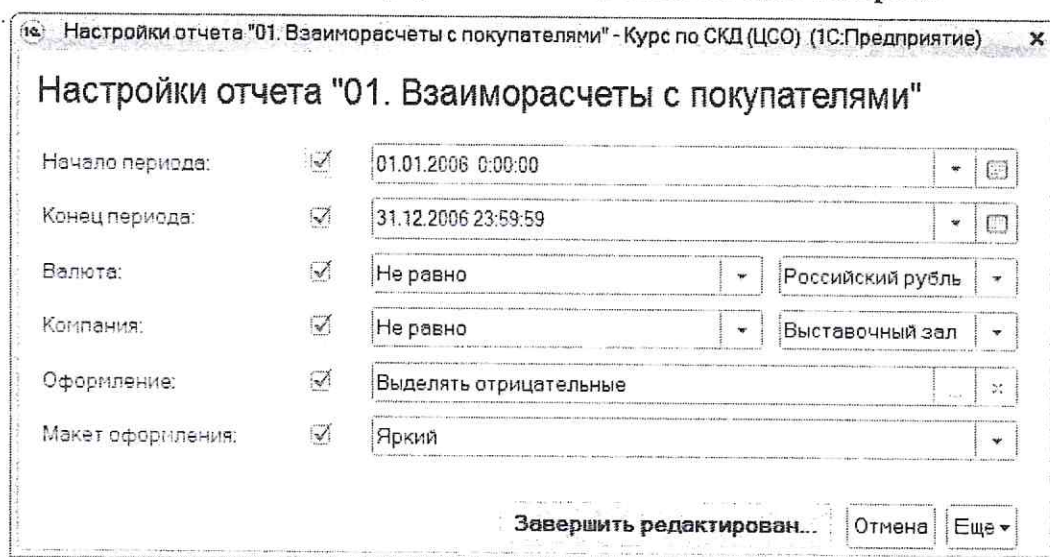 1С Настройки отчета "01. Взаиморасчеты с покупателями" - Курс по СКД (ЦСО) (1С:Предприятие) ×
Настройки отчета "01. Взаиморасчеты с покупателями"
Начало периода: 01.01.2006 0:00:00
Конец периода: 31.12.2006 23:59:59
Валюта: Не равно Российский рубль
Компания: Не равно Выставочный зал
Оформление: Выделять отрицательные ... ×
Макет оформления: Яркий
Завершить редактирован... Отмена Еще